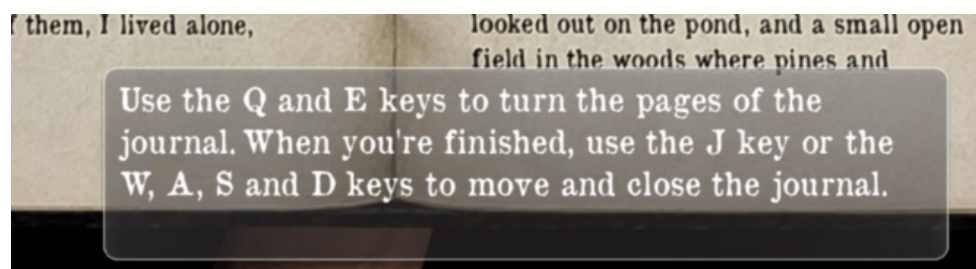 f them, I lived alone,
looked out on the pond, and a small open
field in the woods where pines and
Use the Q and E keys to turn the pages of the
journal. When you're finished, use the J key or the
W, A, S and D keys to move and close the journal.